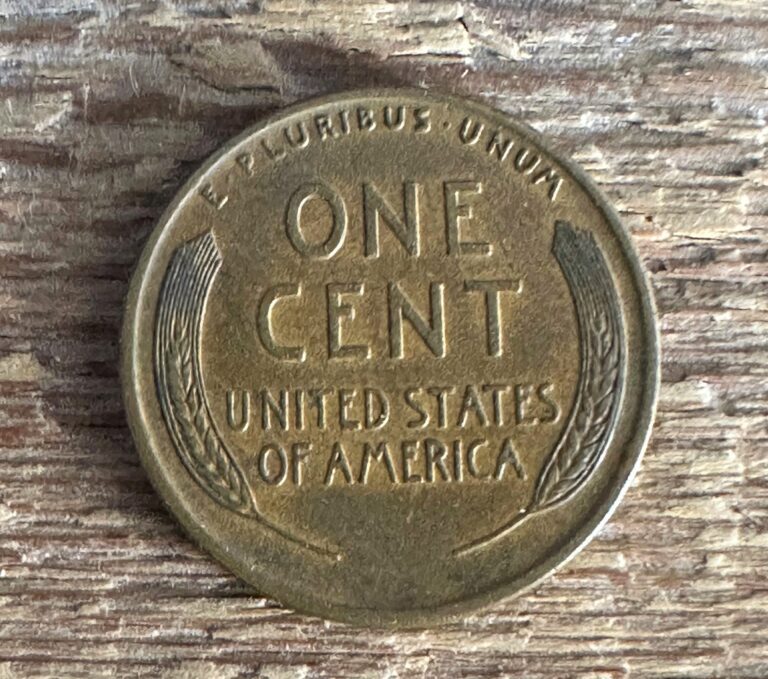 E · PLURIBUS · UNUM
ONE
CENT
UNITED STATES
OF AMERICA